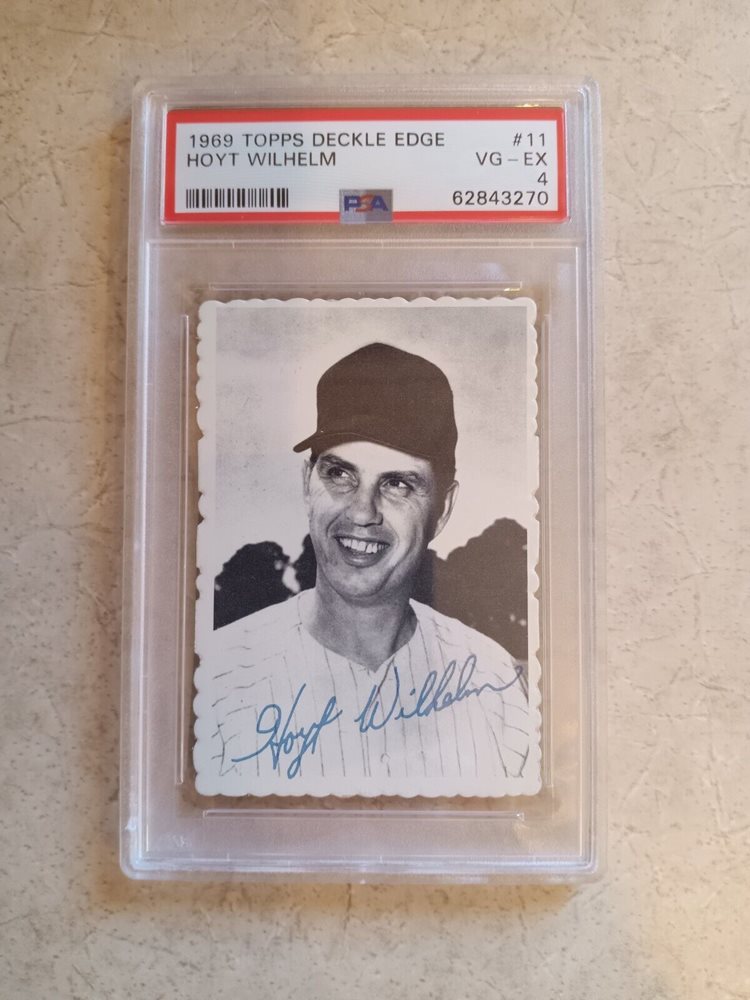 1969 TOPPS DECKLE EDGE #11
HOYT WILHELM VG - EX
4
PSA 62843270
Hoyt Wilhelm